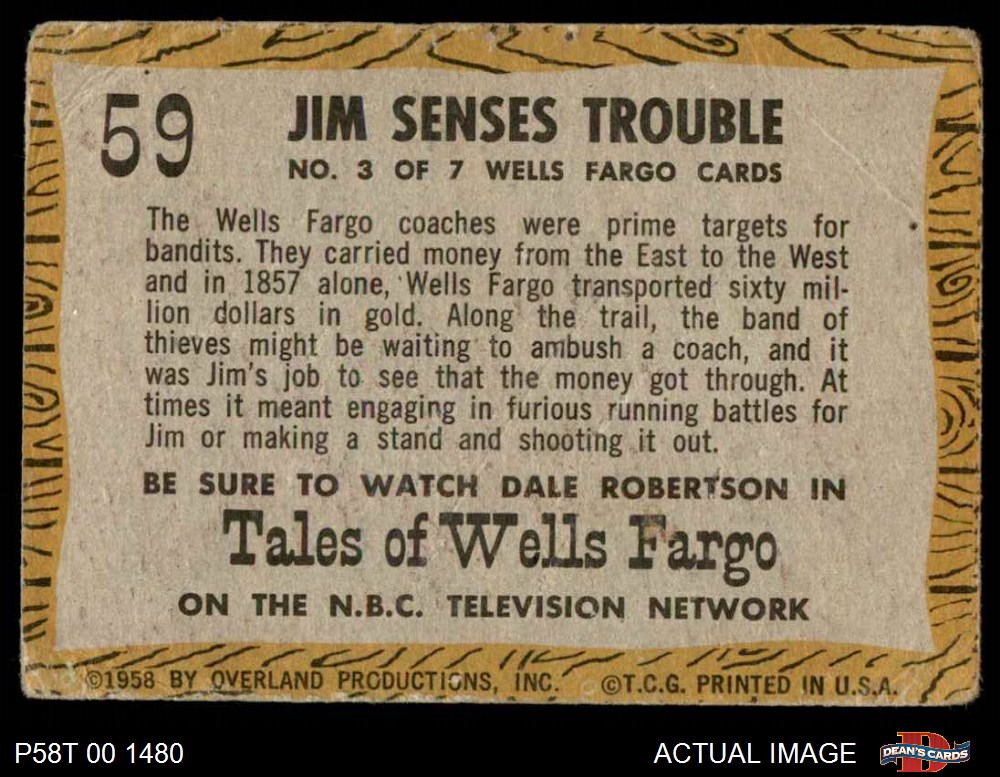 59
JIM SENSES TROUBLE
NO. 3 OF 7 WELLS FARGO CARDS
The Wells Fargo coaches were prime targets for
bandits. They carried money from the East to the West
and in 1857 alone, Wells Fargo transported sixty mil-
lion dollars in gold. Along the trail, the band of
thieves might be waiting to ambush a coach, and it
was Jim's job to see that the money got through. At
times it meant engaging in furious running battles for
Jim or making a stand and shooting it out.
BE SURE TO WATCH DALE ROBERTSON IN
Tales of Wells Fargo
ON THE N.B.C. TELEVISION NETWORK
©1958 BY OVERLAND PRODUCTIONS, INC. ©T.C.G. PRINTED IN U.S.A.
P58T 00 1480 ACTUAL IMAGE
D
DEAN'S CARDS